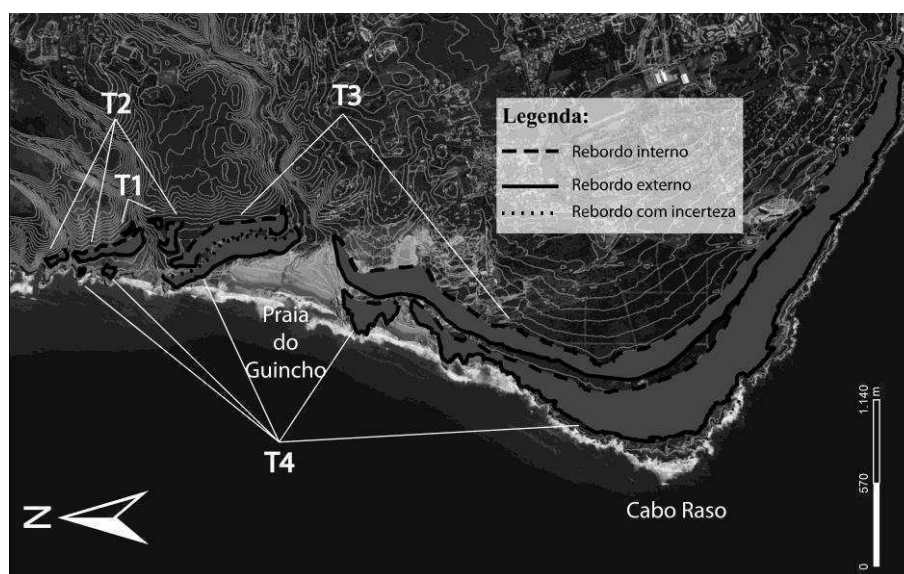 T2
T3
T1
Legenda:
Rebordo interno
Rebordo externo
Rebordo com incerteza
Praia
do
Guincho
T4
Cabo Raso
N
1.140 m
570
0